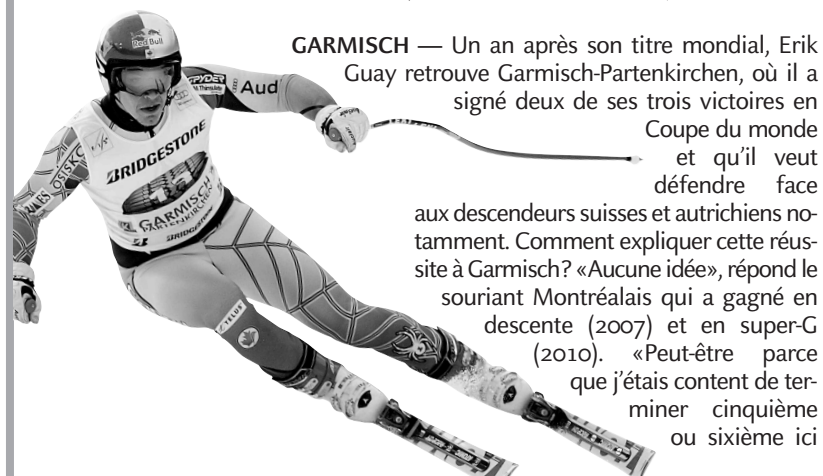 GARMISCH — Un an après son titre mondial, Erik
Guay retrouve Garmisch-Partenkirchen, où il a
signé deux de ses trois victoires en
Coupe du monde
et qu'il veut
défendre face
aux descendeurs suisses et autrichiens no-
tamment. Comment expliquer cette réus-
site à Garmisch? «Aucune idée», répond le
souriant Montréalais qui a gagné en
descente (2007) et en super-G
(2010). «Peut-être parce
que j'étais content de ter-
miner cinquième
ou sixième ici
Red Bull
SPYDER
Aud
BRIDGESTONE
OSISKO
GARMISCH
PARTENKIRCHEN
BRIDGESTONE
TELUS